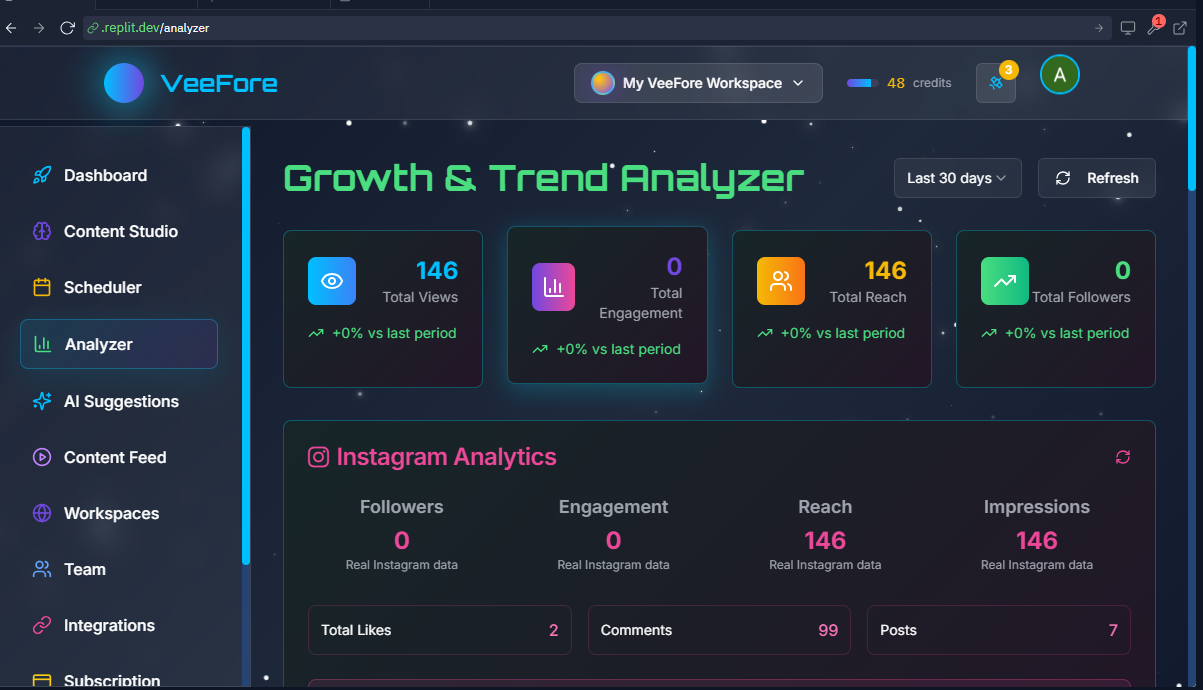 .replit.dev/analyzer
1
VeeFore
My VeeFore Workspace
48 credits
3
A
Dashboard
Content Studio
Scheduler
Analyzer
AI Suggestions
Content Feed
Workspaces
Team
Integrations
Subscription
Growth & Trend Analyzer
Last 30 days
Refresh
146
Total Views
+0% vs last period
0
Total
Engagement
+0% vs last period
146
Total Reach
+0% vs last period
0
Total Followers
+0% vs last period
Instagram Analytics
Followers
0
Real Instagram data
Engagement
0
Real Instagram data
Reach
146
Real Instagram data
Impressions
146
Real Instagram data
Total Likes 2
Comments 99
Posts 7